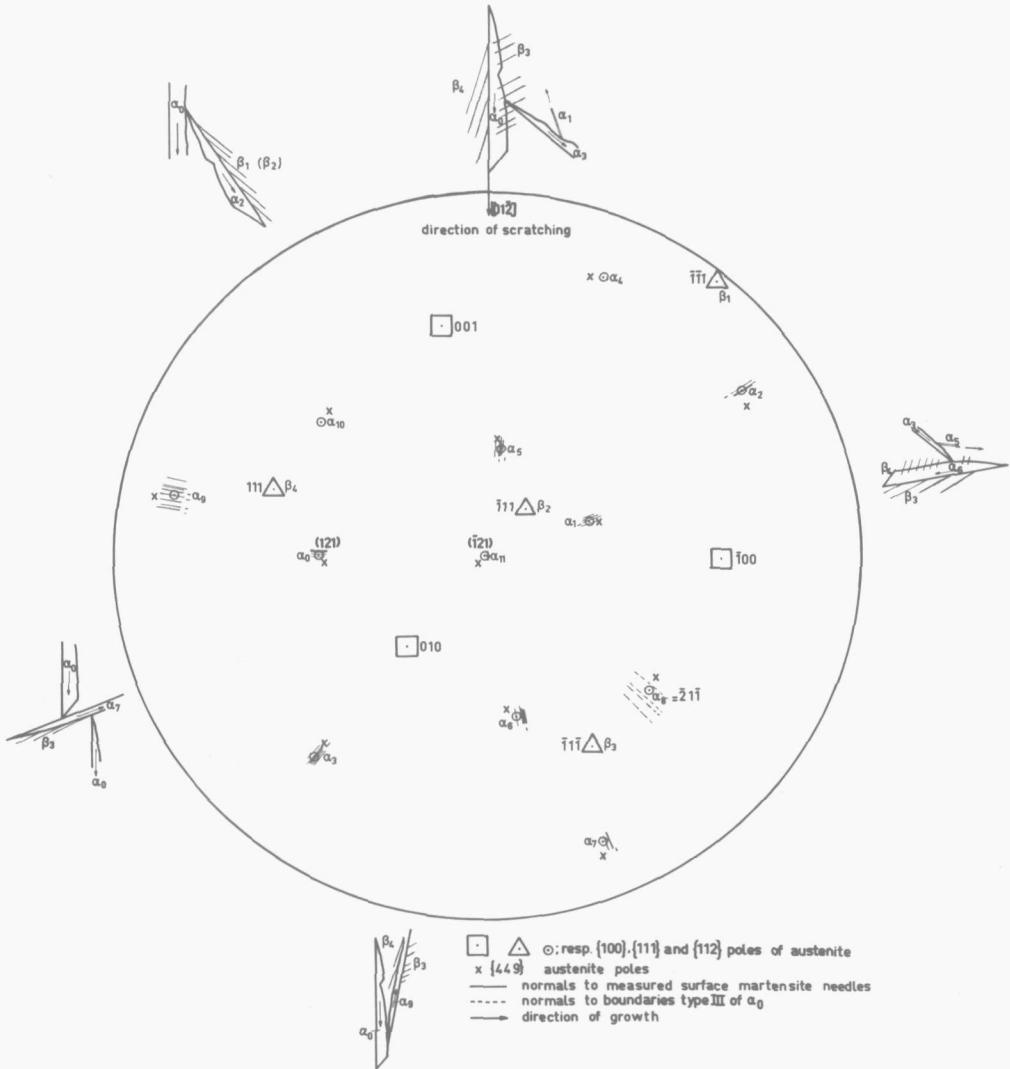 β₃
β₄
α₀
α₁
α₃
α₀
β₁ (β₂)
α₂
[012̄]
direction of scratching
α₄
1̄1̄1
β₁
001
α₂
α₁₀
α₅
α₃
α₅
α₆
β₃
α₉
111 β₄
1̄11 β₂
α₁
α₀ (121)
(1̄21)
α₁₁
1̄00
010
α₀
α₇
β₃
α₀
α₈ = 2̄11̄
α₆
1̄11̄ β₃
α₃
α₇
β₄
β₃
α₉
α₀
; resp. {100}, {111} and {112} poles of austenite
x {449} austenite poles
normals to measured surface martensite needles
normals to boundaries type III of α₀
direction of growth